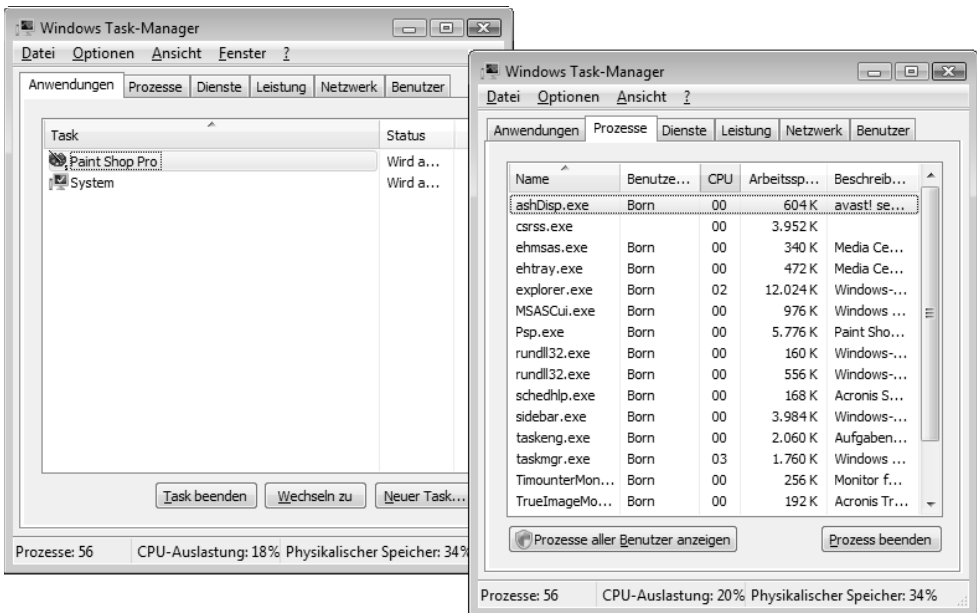 Windows Task-Manager
Datei Optionen Ansicht Fenster ?
Anwendungen Prozesse Dienste Leistung Netzwerk Benutzer
Task Status
Paint Shop Pro Wird a...
System Wird a...
Task beenden Wechseln zu Neuer Task...
Prozesse: 56 CPU-Auslastung: 18% Physikalischer Speicher: 34%
Windows Task-Manager
Datei Optionen Ansicht ?
Anwendungen Prozesse Dienste Leistung Netzwerk Benutzer
Name Benutze... CPU Arbeitssp... Beschreib...
ashDisp.exe Born 00 604 K avast! se...
csrss.exe 00 3.952 K
ehmsas.exe Born 00 340 K Media Ce...
ehtray.exe Born 00 472 K Media Ce...
explorer.exe Born 02 12.024 K Windows-...
MSASCui.exe Born 00 976 K Windows ...
Psp.exe Born 00 5.776 K Paint Sho...
rundll32.exe Born 00 160 K Windows-...
rundll32.exe Born 00 556 K Windows-...
schedhlp.exe Born 00 168 K Acronis S...
sidebar.exe Born 00 3.984 K Windows-...
taskeng.exe Born 00 2.060 K Aufgaben...
taskmgr.exe Born 03 1.760 K Windows ...
TimounterMon... Born 00 256 K Monitor f...
TrueImageMo... Born 00 192 K Acronis Tr...
Prozesse aller Benutzer anzeigen Prozess beenden
Prozesse: 56 CPU-Auslastung: 20% Physikalischer Speicher: 34%